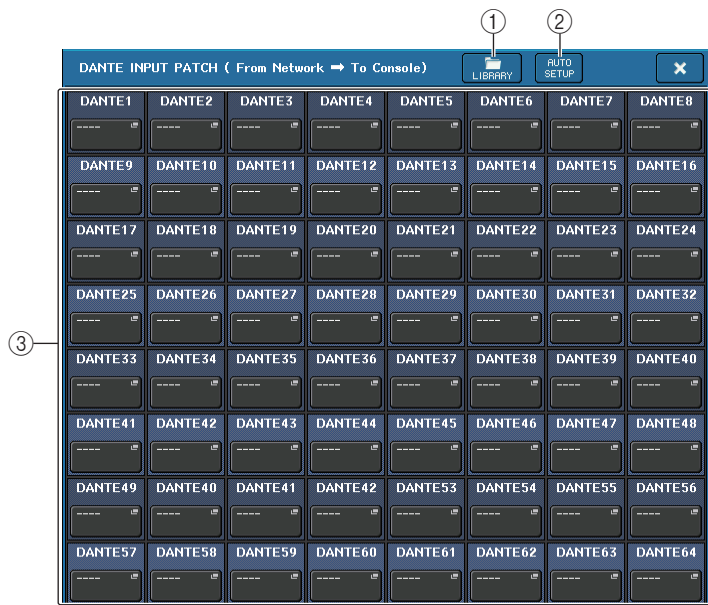 ① ②
DANTE INPUT PATCH ( From Network ➡ To Console) LIBRARY AUTO SETUP ×
DANTE1 DANTE2 DANTE3 DANTE4 DANTE5 DANTE6 DANTE7 DANTE8
---- ---- ---- ---- ---- ---- ---- ----
DANTE9 DANTE10 DANTE11 DANTE12 DANTE13 DANTE14 DANTE15 DANTE16
---- ---- ---- ---- ---- ---- ---- ----
DANTE17 DANTE18 DANTE19 DANTE20 DANTE21 DANTE22 DANTE23 DANTE24
---- ---- ---- ---- ---- ---- ---- ----
DANTE25 DANTE26 DANTE27 DANTE28 DANTE29 DANTE30 DANTE31 DANTE32
---- ---- ---- ---- ---- ---- ---- ----
③
DANTE33 DANTE34 DANTE35 DANTE36 DANTE37 DANTE38 DANTE39 DANTE40
---- ---- ---- ---- ---- ---- ---- ----
DANTE41 DANTE42 DANTE43 DANTE44 DANTE45 DANTE46 DANTE47 DANTE48
---- ---- ---- ---- ---- ---- ---- ----
DANTE49 DANTE40 DANTE41 DANTE42 DANTE53 DANTE54 DANTE55 DANTE56
---- ---- ---- ---- ---- ---- ---- ----
DANTE57 DANTE58 DANTE59 DANTE60 DANTE61 DANTE62 DANTE63 DANTE64
---- ---- ---- ---- ---- ---- ---- ----